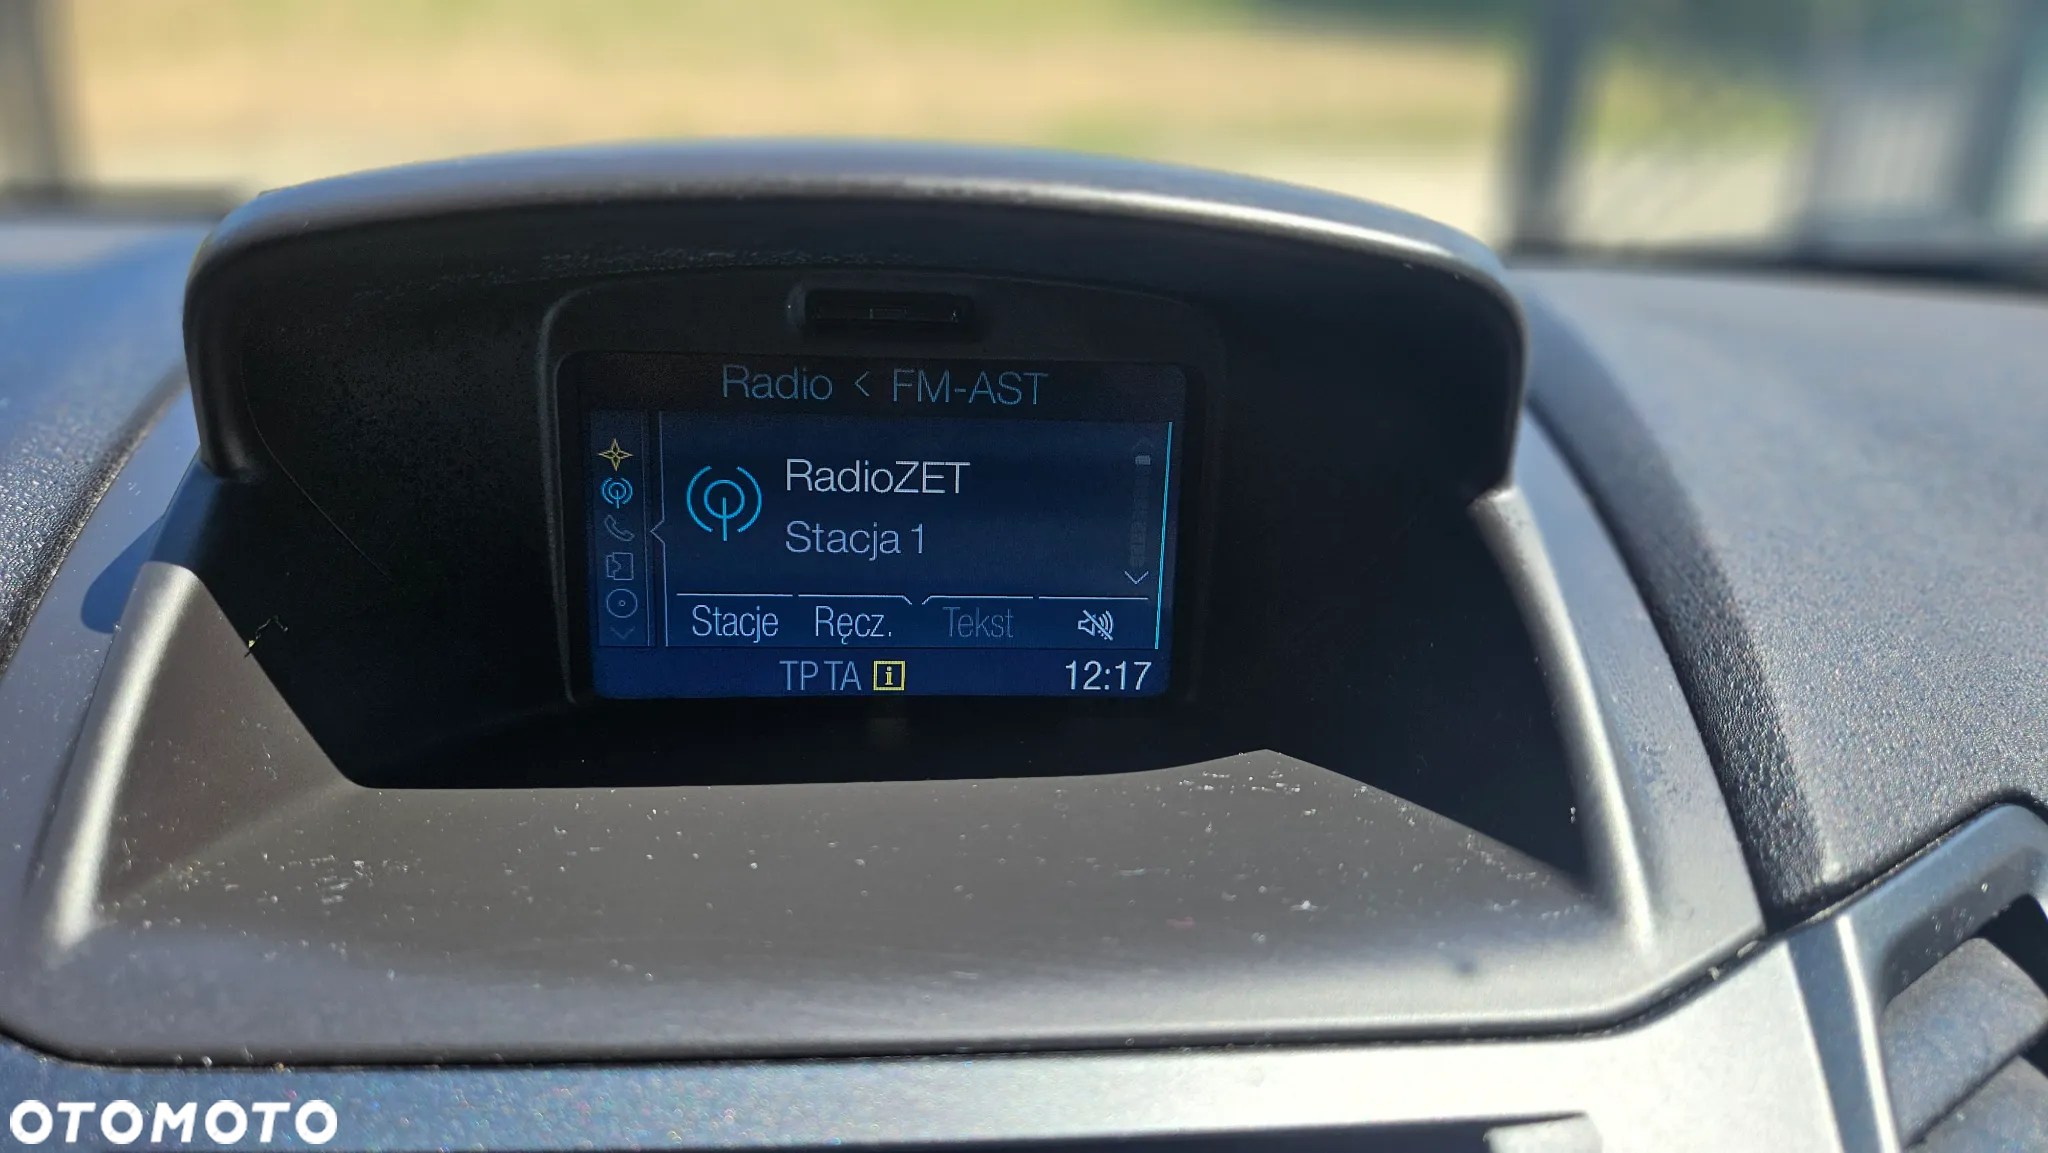 Radio < FM-AST
RadioZET
Stacja 1
Stacje Ręcz. Tekst
TP TA i 12:17
OTOMOTO